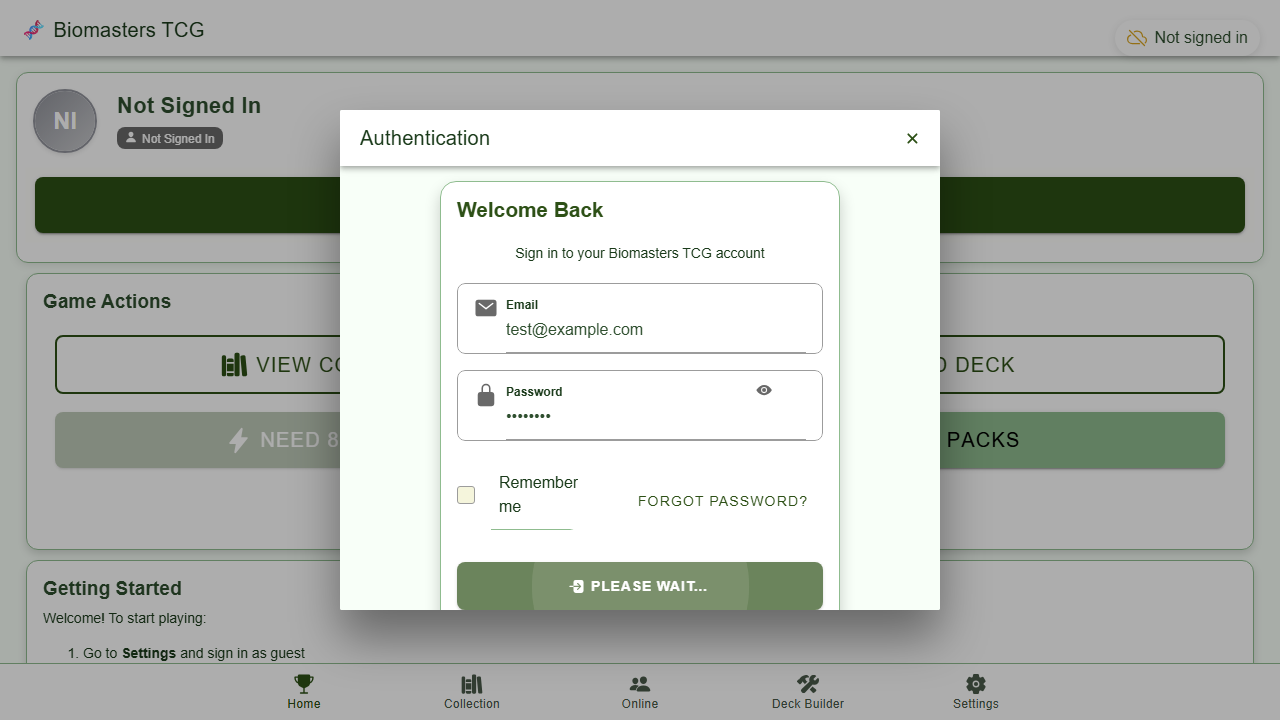 Biomasters TCG
Not signed in
NI
Not Signed In
Not Signed In
Authentication
Welcome Back
Sign in to your Biomasters TCG account
Email
test@example.com
Password
••••••••
Remember
me
FORGOT PASSWORD?
PLEASE WAIT...
Game Actions
VIEW CO
D DECK
NEED 8
PACKS
Getting Started
Welcome! To start playing:
1. Go to Settings and sign in as guest
Home
Collection
Online
Deck Builder
Settings